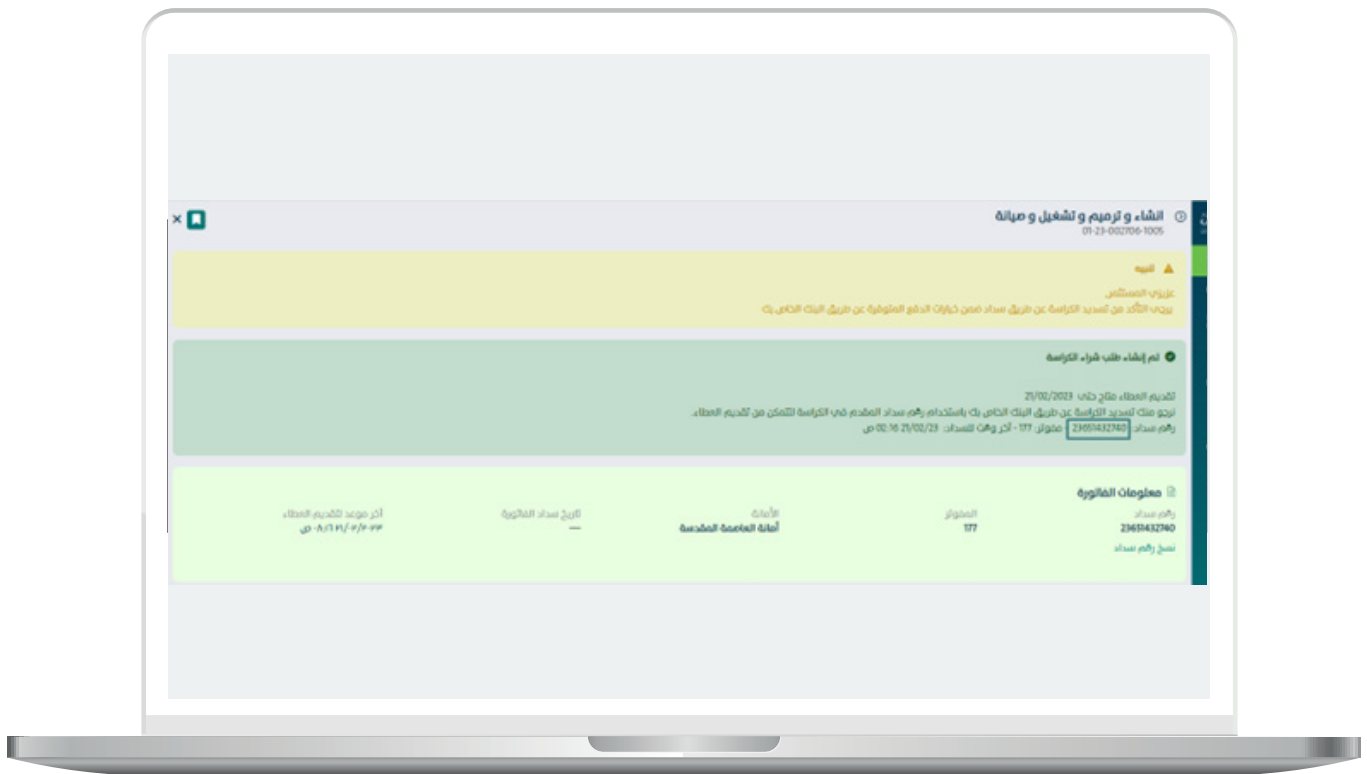 انشاء و ترميم و تشغيل و صيانة
01-23-002706-1005
تنبيه
عزيزي المستثمر
يرجى التأكد من تسديد الكراسة عن طريق سداد ضمن خيارات الدفع المتوفرة عن طريق البنك الخاص بك
تم إنشاء طلب شراء الكراسة
تقديم العطاء متاح حتى 21/02/2023
نرجو منك تسديد الكراسة عن طريق البنك الخاص بك باستخدام رقم سداد المقدم في الكراسة لتتمكن من تقديم العطاء.
رقم سداد: 23651432740 - مفوتر: 177 - آخر وقت للسداد: 21/02/23 02:16 ص
معلومات الفاتورة
رقم سداد المفوتر الأمانة تاريخ سداد الفاتورة آخر موعد لتقديم العطاء
23651432740 177 أمانة العاصمة المقدسة — ص
نسخ رقم سداد